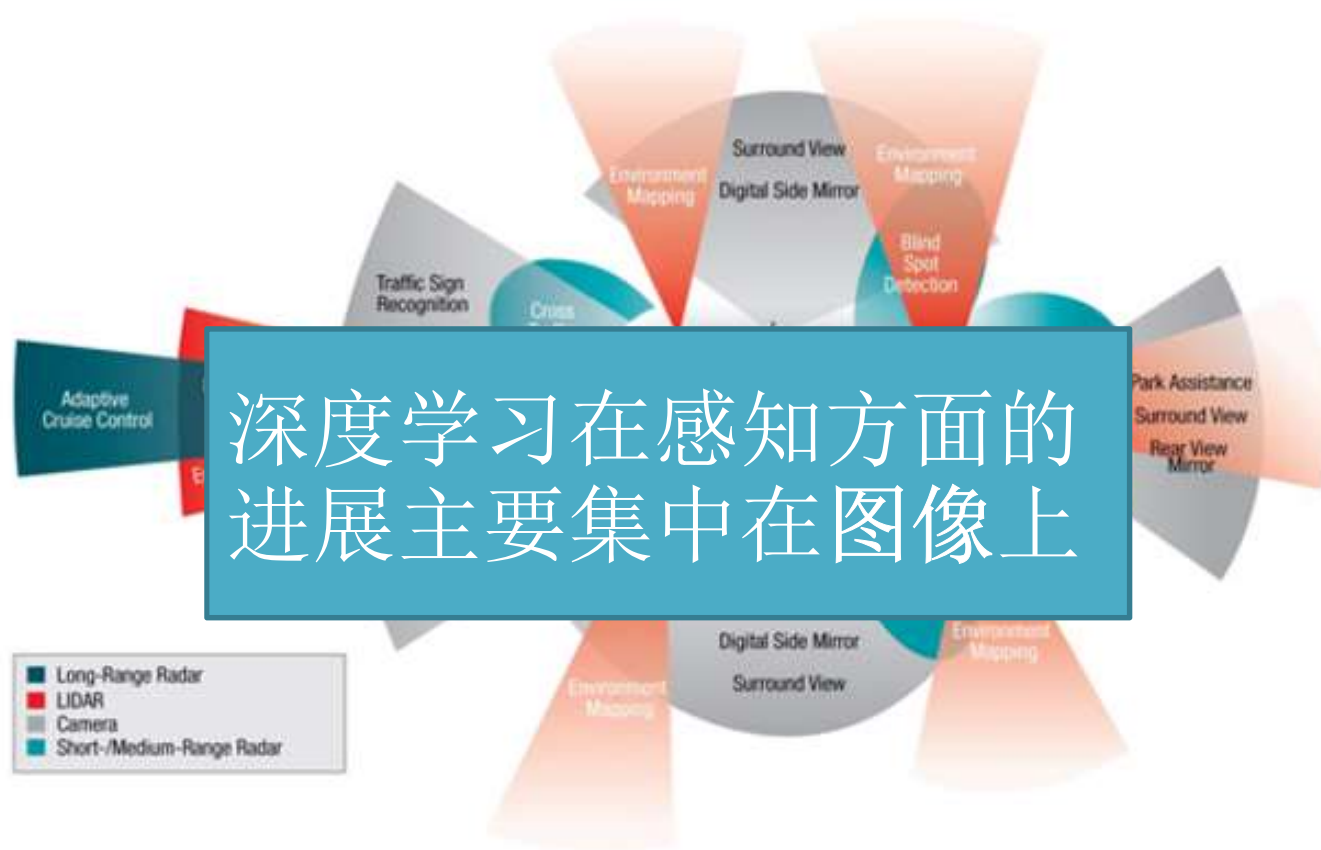 Surround View
Digital Side Mirror
Environment
Mapping
Environment
Mapping
Blind
Spot
Detection
Traffic Sign
Recognition
Cross
Adaptive
Cruise Control
深度学习在感知方面的
进展主要集中在图像上
Park Assistance
Surround View
Rear View
Mirror
Digital Side Mirror
Surround View
Environment
Mapping
Environment
Mapping
Long-Range Radar
LIDAR
Camera
Short-/Medium-Range Radar